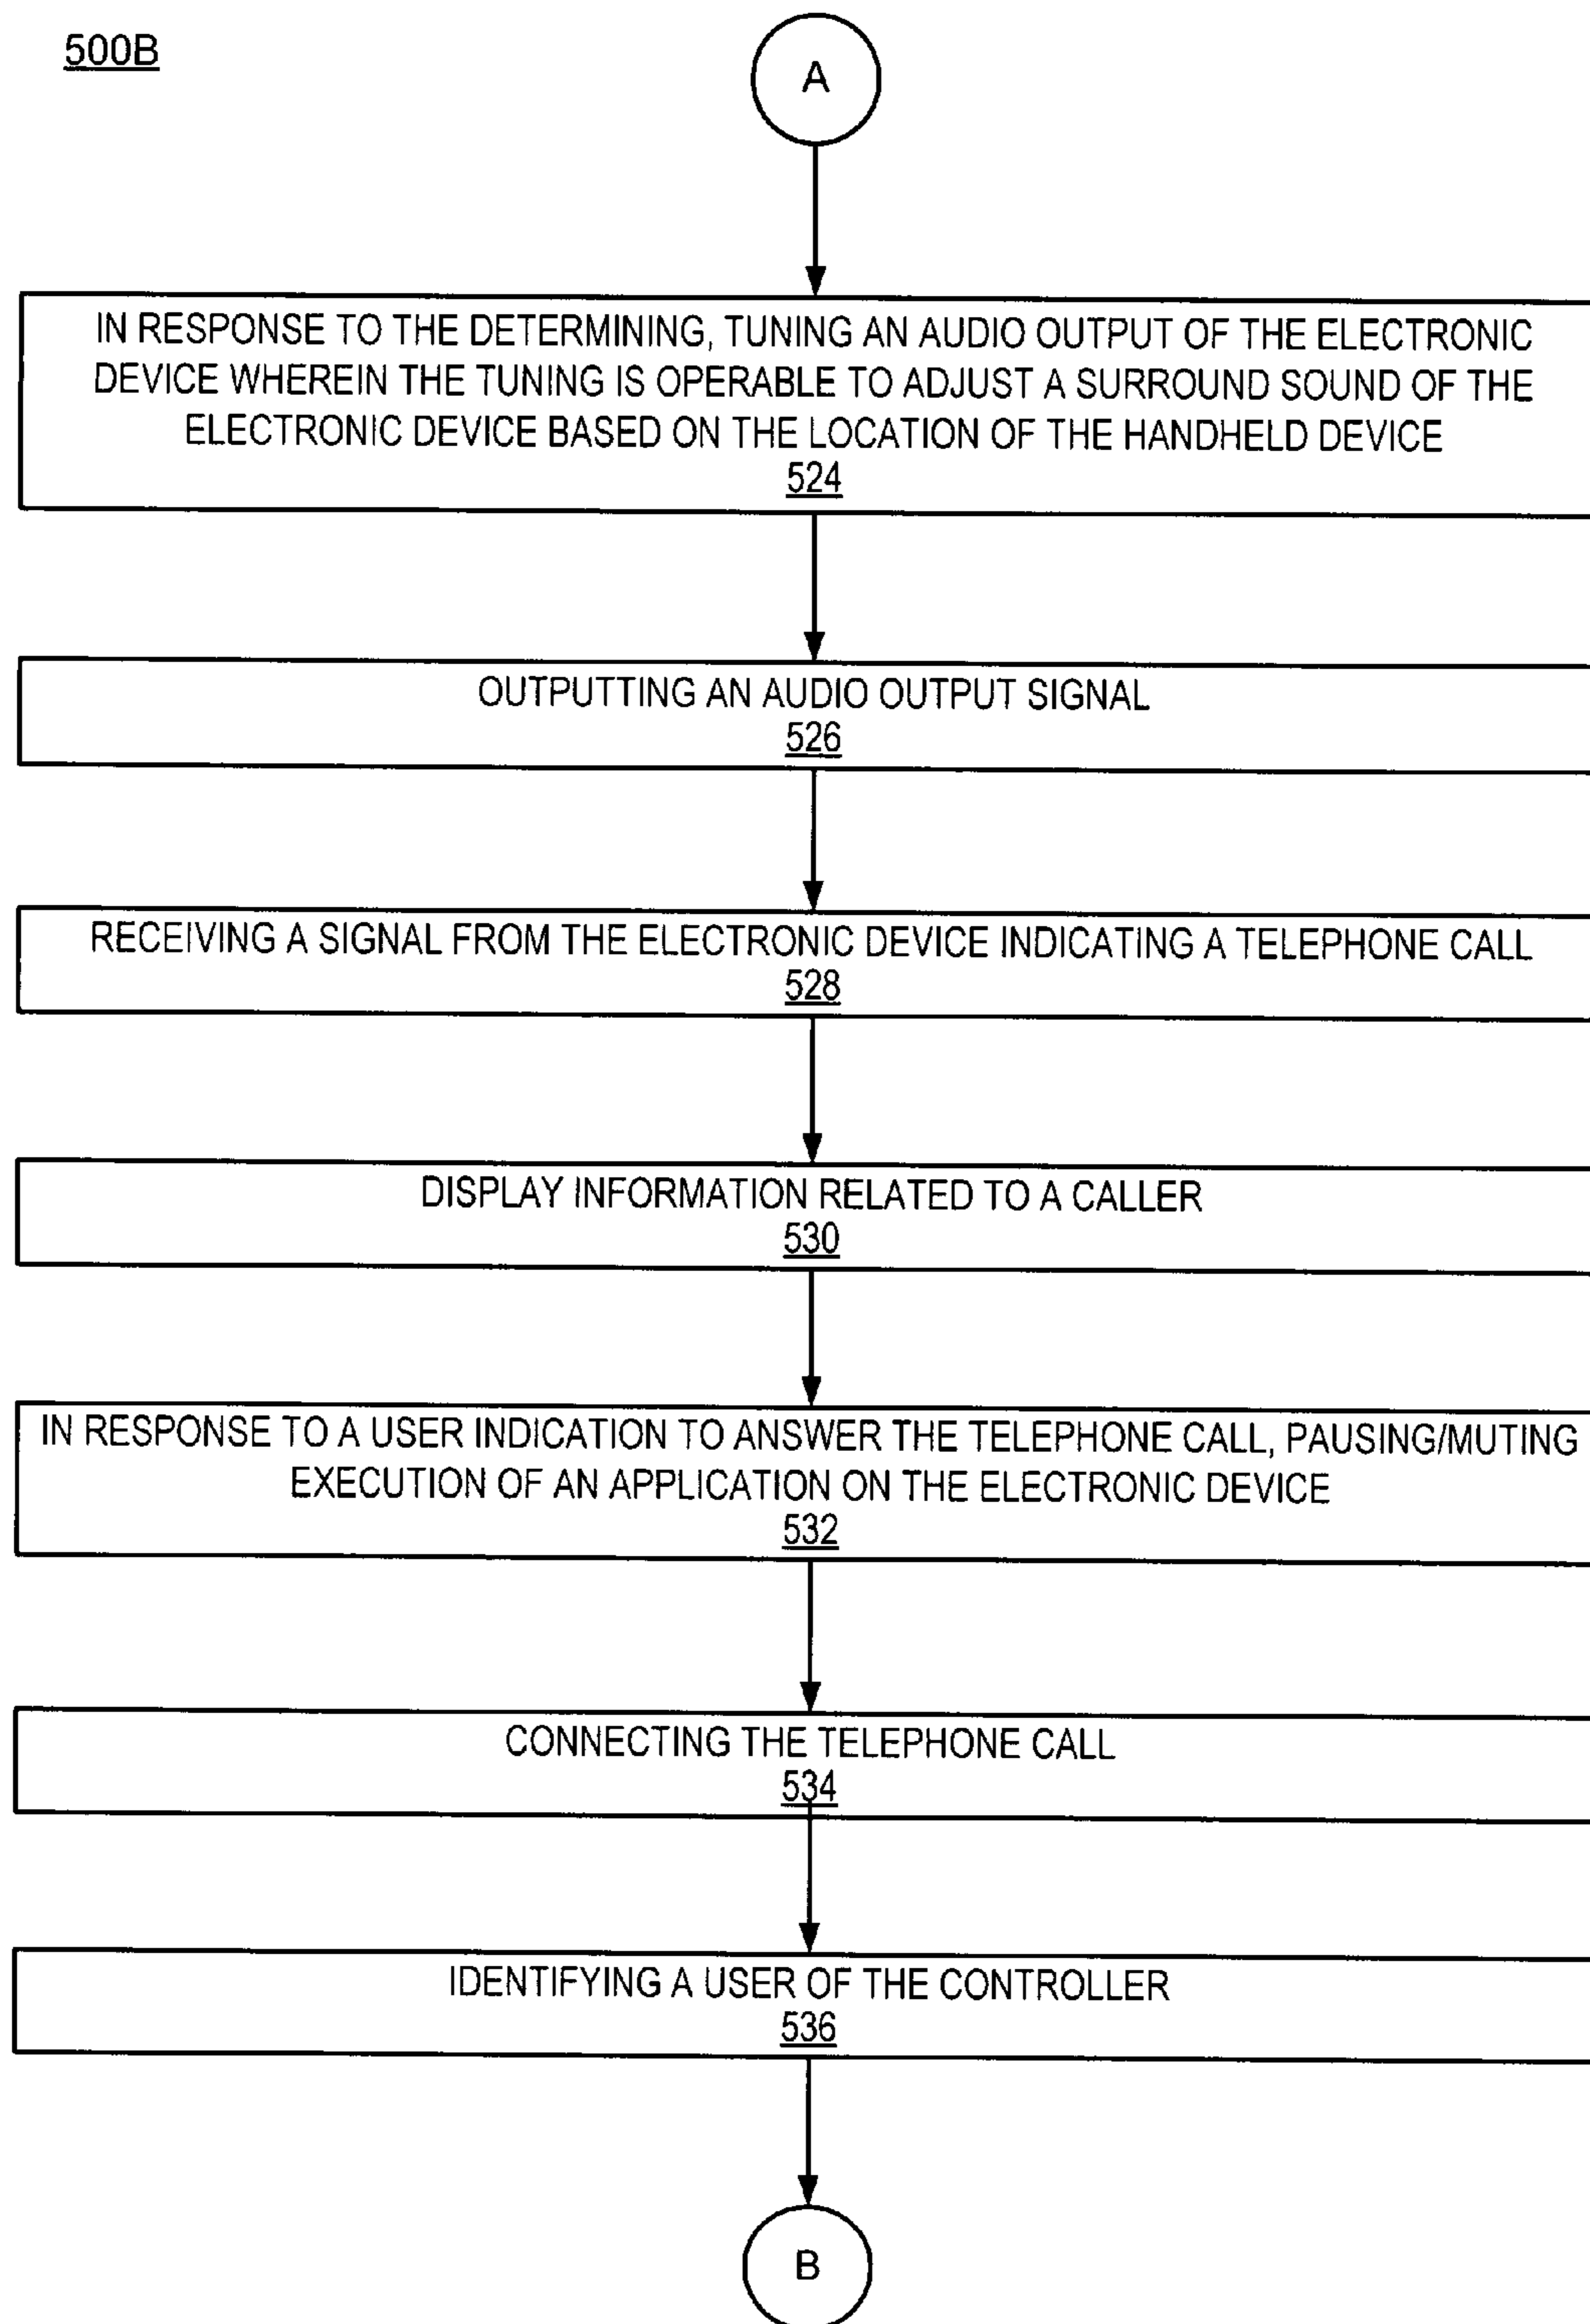 500B
A
IN RESPONSE TO THE DETERMINING, TUNING AN AUDIO OUTPUT OF THE ELECTRONIC
DEVICE WHEREIN THE TUNING IS OPERABLE TO ADJUST A SURROUND SOUND OF THE
ELECTRONIC DEVICE BASED ON THE LOCATION OF THE HANDHELD DEVICE
524
OUTPUTTING AN AUDIO OUTPUT SIGNAL
526
RECEIVING A SIGNAL FROM THE ELECTRONIC DEVICE INDICATING A TELEPHONE CALL
528
DISPLAY INFORMATION RELATED TO A CALLER
530
IN RESPONSE TO A USER INDICATION TO ANSWER THE TELEPHONE CALL, PAUSING/MUTING
EXECUTION OF AN APPLICATION ON THE ELECTRONIC DEVICE
532
CONNECTING THE TELEPHONE CALL
534
IDENTIFYING A USER OF THE CONTROLLER
536
B